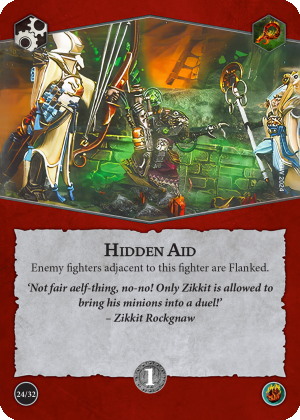 HIDDEN AID
Enemy fighters adjacent to this fighter are Flanked.
‘Not fair aelf-thing, no-no! Only Zikkit is allowed to
bring his minions into a duel!’
– Zikkit Rockgnaw
1
24/32